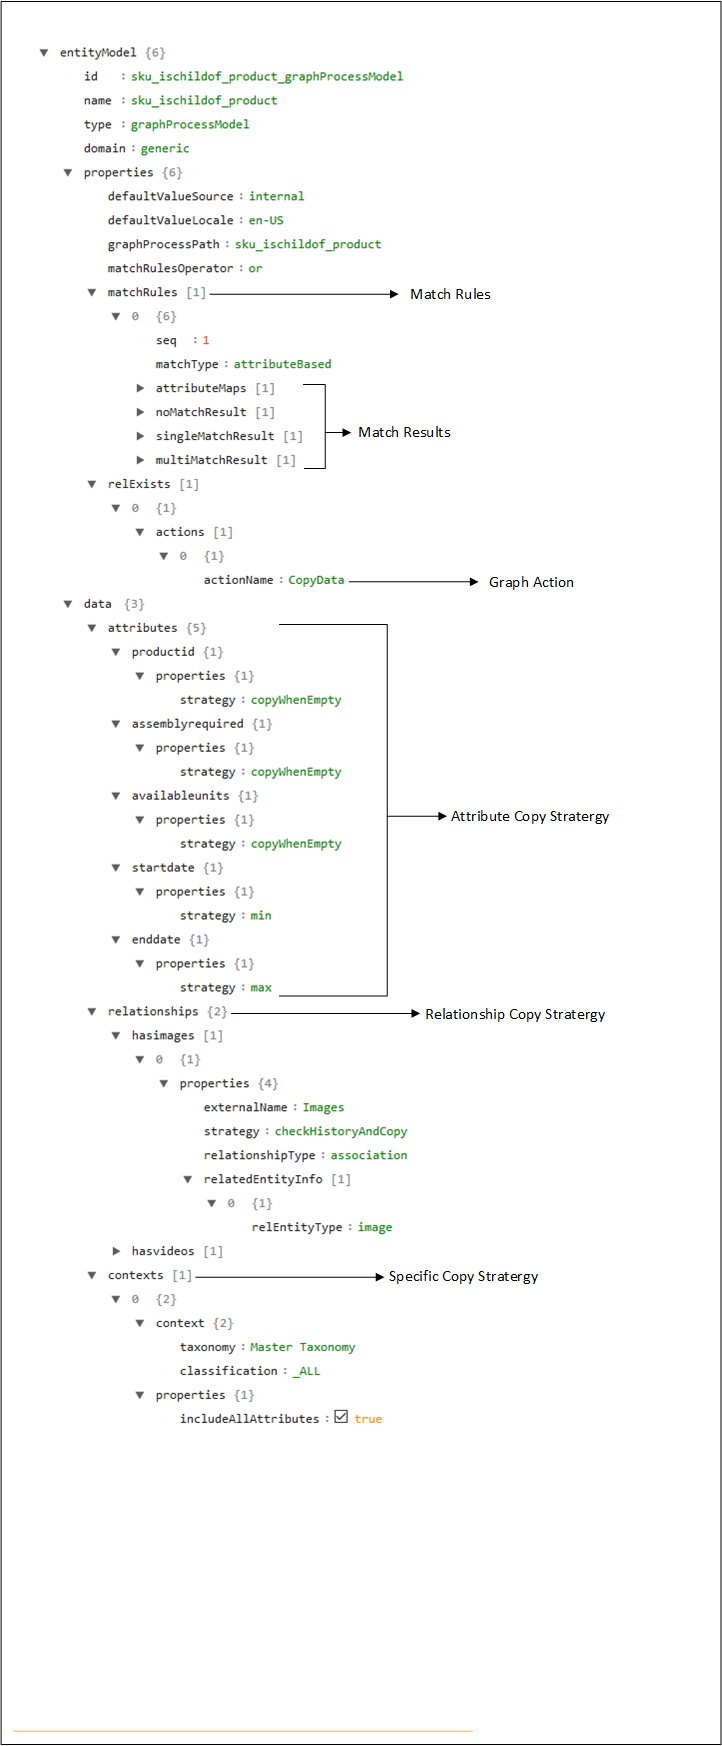 ▼ entityModel {6}
id : sku_ischildof_product_graphProcessModel
name : sku_ischildof_product
type : graphProcessModel
domain : generic
▼ properties {6}
defaultValueSource : internal
defaultValueLocale : en-US
graphProcessPath : sku_ischildof_product
matchRulesOperator : or
▼ matchRules [1] Match Rules
▼ 0 {6}
seq : 1
matchType : attributeBased
► attributeMaps [1]
► noMatchResult [1]
Match Results
► singleMatchResult [1]
► multiMatchResult [1]
▼ relExists [1]
▼ 0 {1}
▼ actions [1]
▼ 0 {1}
actionName : CopyData Graph Action
▼ data {3}
▼ attributes {5}
▼ productid {1}
▼ properties {1}
strategy : copyWhenEmpty
▼ assemblyrequired {1}
▼ properties {1}
strategy : copyWhenEmpty
▼ availableunits {1}
▼ properties {1}
Attribute Copy Stratergy
strategy : copyWhenEmpty
▼ startdate {1}
▼ properties {1}
strategy : min
▼ enddate {1}
▼ properties {1}
strategy : max
▼ relationships {2} Relationship Copy Stratergy
▼ hasimages [1]
▼ 0 {1}
▼ properties {4}
externalName : Images
strategy : checkHistoryAndCopy
relationshipType : association
▼ relatedEntityInfo [1]
▼ 0 {1}
relEntityType : image
► hasvideos [1]
▼ contexts [1] Specific Copy Stratergy
▼ 0 {2}
▼ context {2}
taxonomy : Master Taxonomy
classification : _ALL
▼ properties {1}
includeAllAttributes : ☑ true